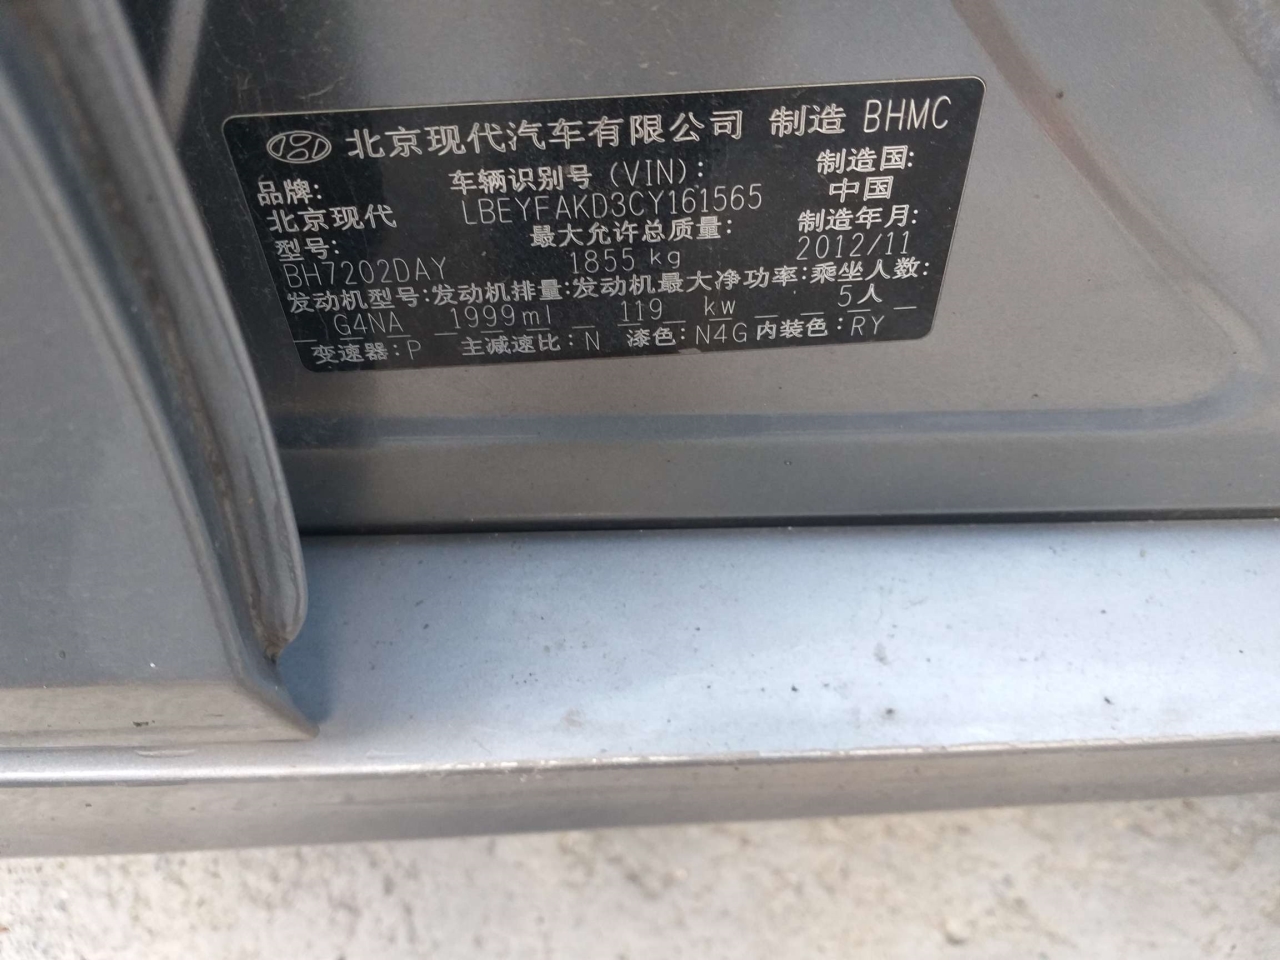 北京现代汽车有限公司 制造 BHMC
品牌: 车辆识别号 (VIN): 制造国:
北京现代 LBEYFAKD3CY161565 中国
型号: 最大允许总质量: 制造年月:
BH7202DAY 1855 kg 2012/11
发动机型号: 发动机排量: 发动机最大净功率: 乘坐人数:
G4NA 1999ml 119 kw 5人
变速器: P 主减速比: N 漆色: N4G 内装色: RY